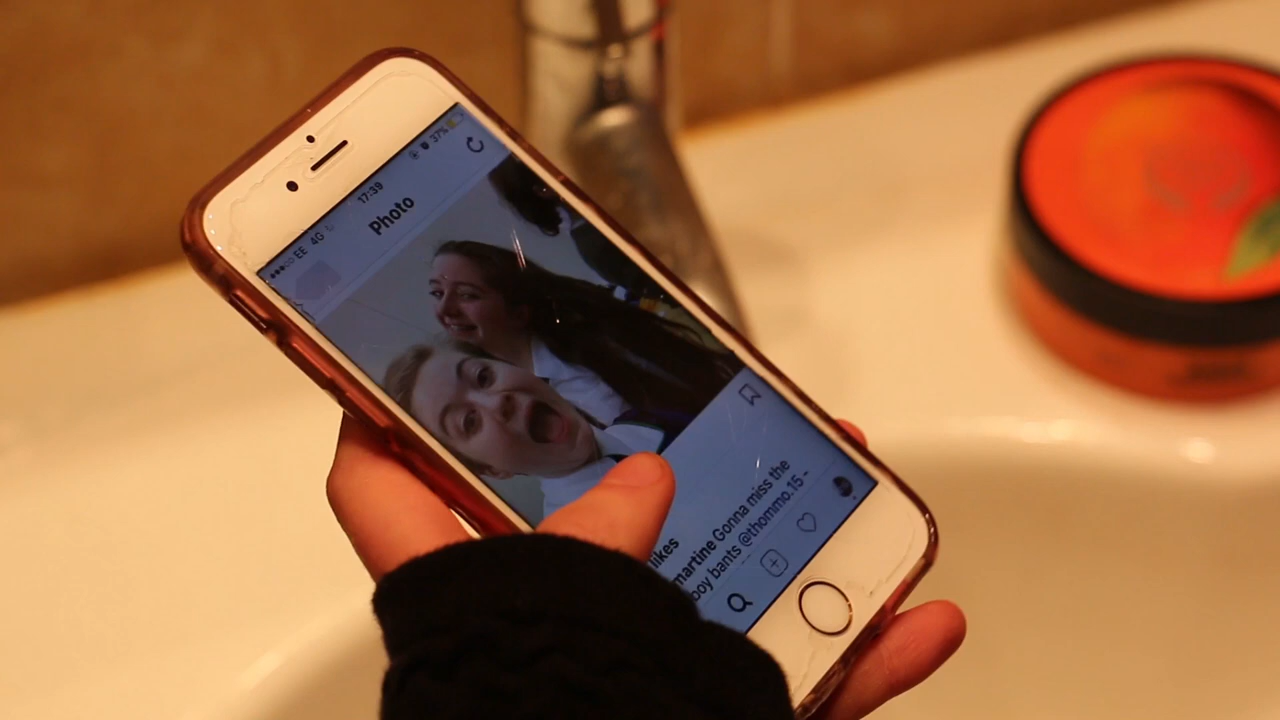 EE 4G 17:39 37%
Photo
likes
martine Gonna miss the
boy bants @thommo.15 -